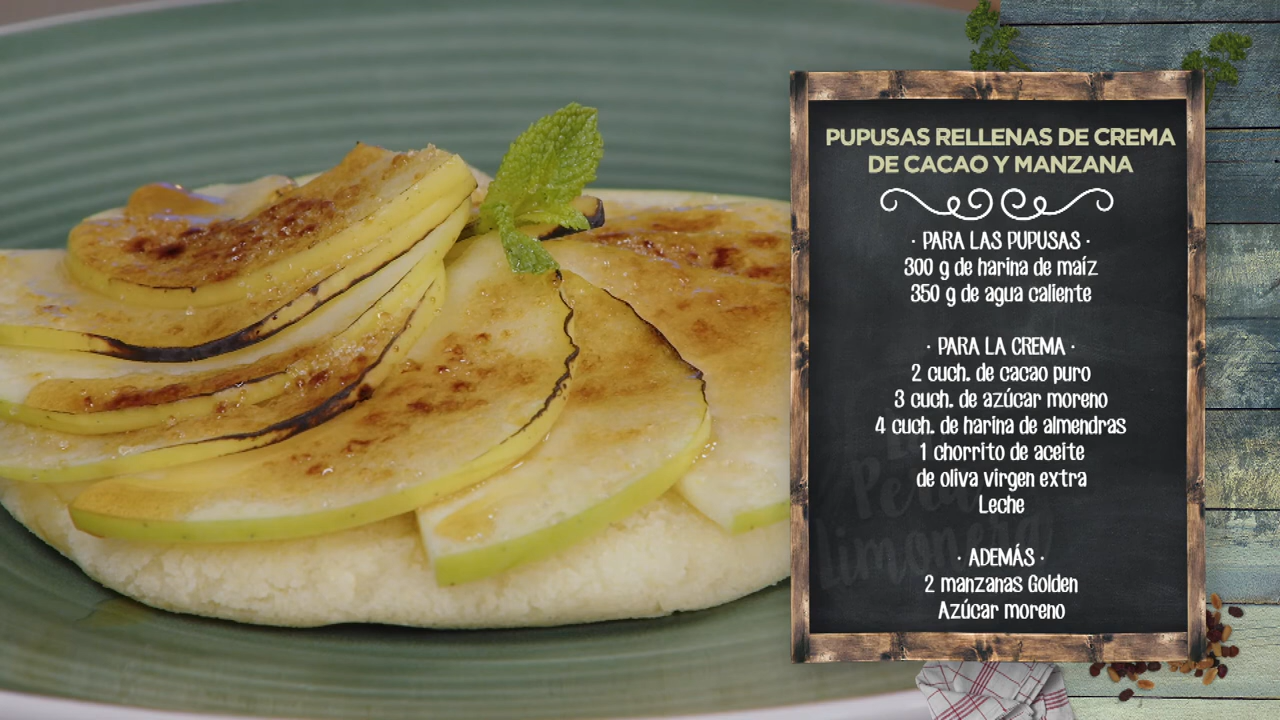 PUPUSAS RELLENAS DE CREMA
DE CACAO Y MANZANA
· PARA LAS PUPUSAS ·
300 g de harina de maíz
350 g de agua caliente
· PARA LA CREMA ·
2 cuch. de cacao puro
3 cuch. de azúcar moreno
4 cuch. de harina de almendras
1 chorrito de aceite
de oliva virgen extra
Leche
· ADEMÁS ·
2 manzanas Golden
Azúcar moreno